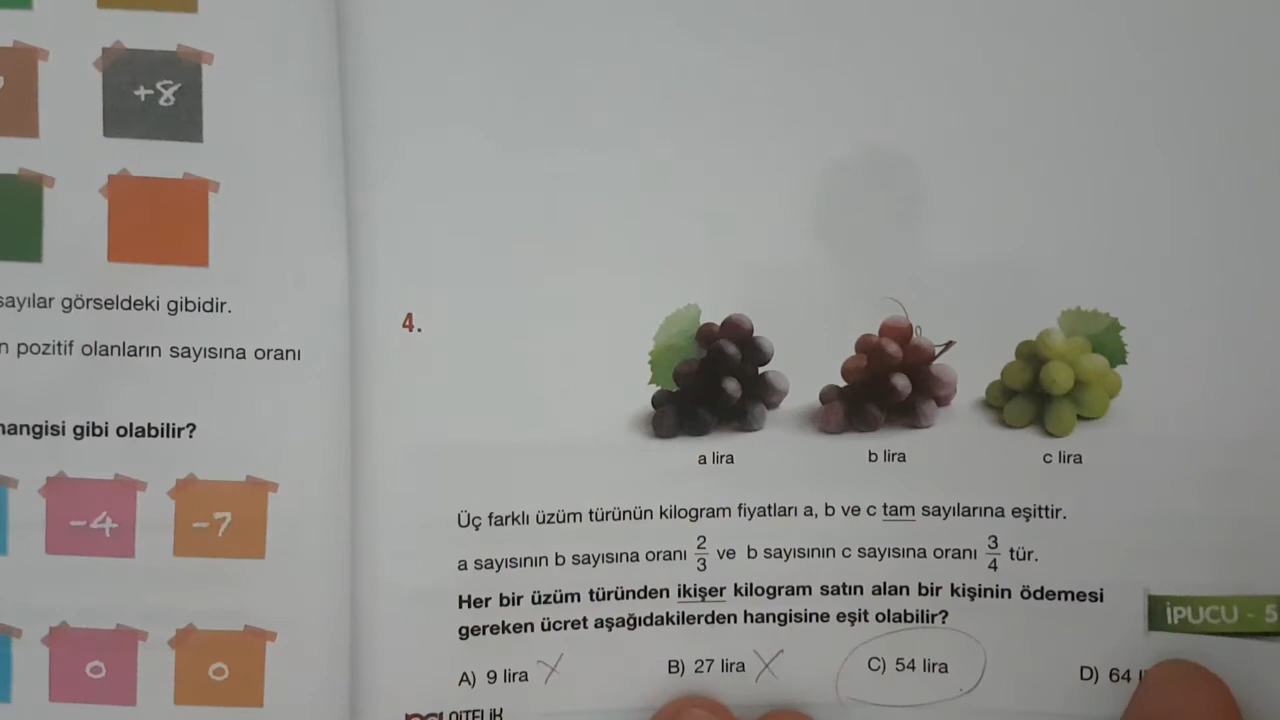 +8
sayılar görseldeki gibidir.
pozitif olanların sayısına oranı
hangisi gibi olabilir?
-4
-7
0
0
4.
a lira
b lira
c lira
Üç farklı üzüm türünün kilogram fiyatları a, b ve c tam sayılarına eşittir.
a sayısının b sayısına oranı 2/3 ve b sayısının c sayısına oranı 3/4 tür.
Her bir üzüm türünden ikişer kilogram satın alan bir kişinin ödemesi
gereken ücret aşağıdakilerden hangisine eşit olabilir?
A) 9 lira
B) 27 lira
C) 54 lira
D) 64
İPUCU - 5